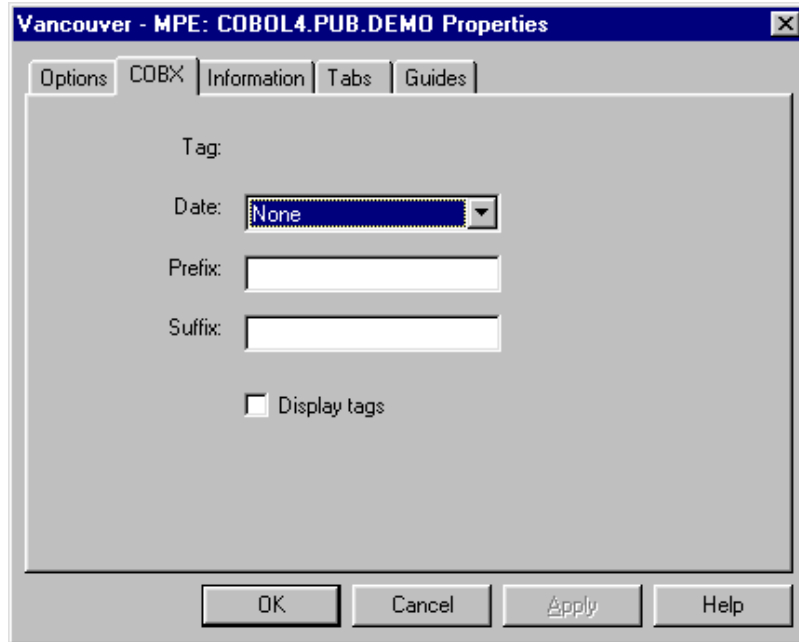 Vancouver - MPE: COBOL4.PUB.DEMO Properties
Options COBX Information Tabs Guides
Tag:
Date: None
Prefix:
Suffix:
Display tags
OK Cancel Apply Help